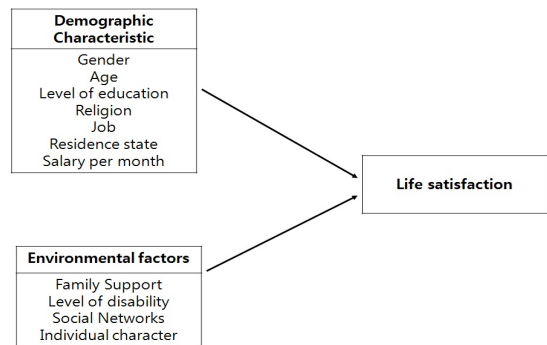 Demographic
Characteristic
Gender
Age
Level of education
Religion
Job
Residence state
Salary per month
Life satisfaction
Environmental factors
Family Support
Level of disability
Social Networks
Individual character